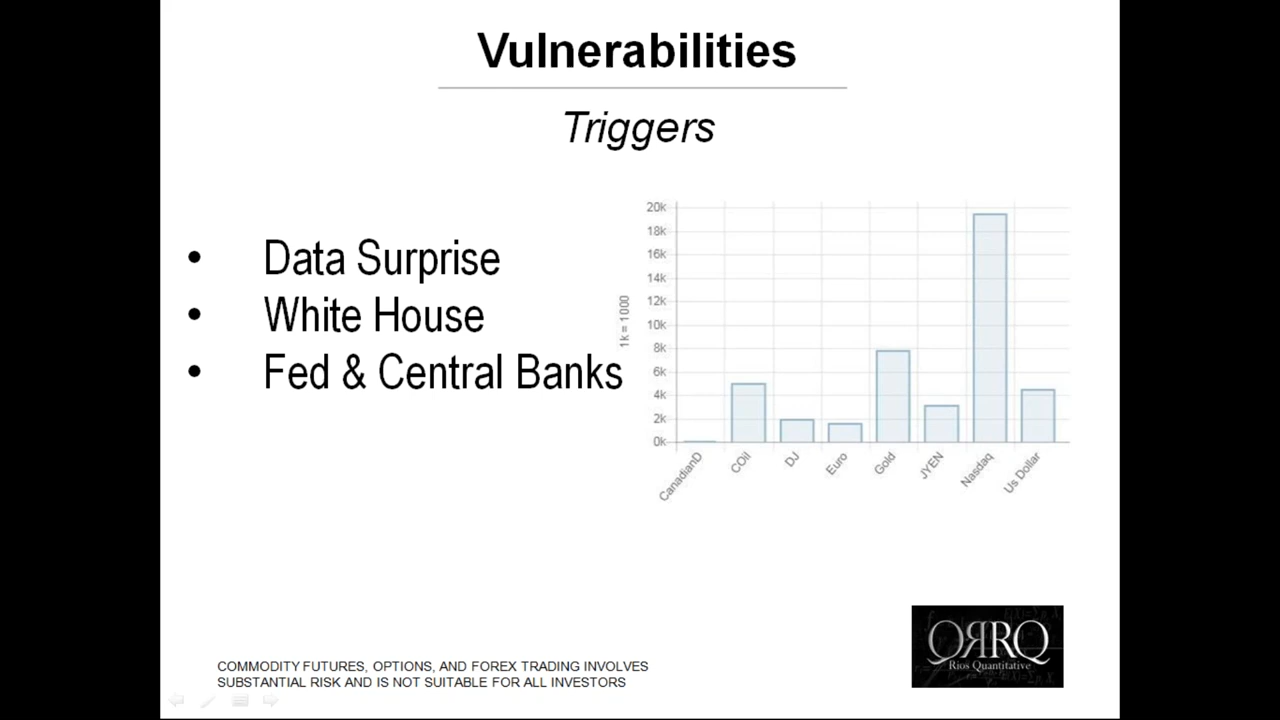 Vulnerabilities
Triggers
• Data Surprise
• White House
• Fed & Central Banks
1k = 1000
20k
18k
16k
14k
12k
10k
8k
6k
4k
2k
0k
CanadianD
COil
DJ
Euro
Gold
JYEN
Nasdaq
Us Dollar
QRRQ
Rios Quantitative
COMMODITY FUTURES, OPTIONS, AND FOREX TRADING INVOLVES
SUBSTANTIAL RISK AND IS NOT SUITABLE FOR ALL INVESTORS